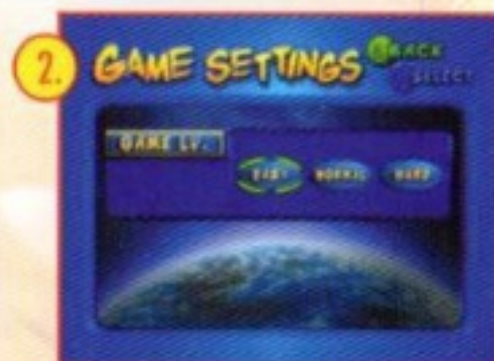 2.
GAME SETTINGS
BACK
SELECT
GAME LV.
EASY NORMAL HARD